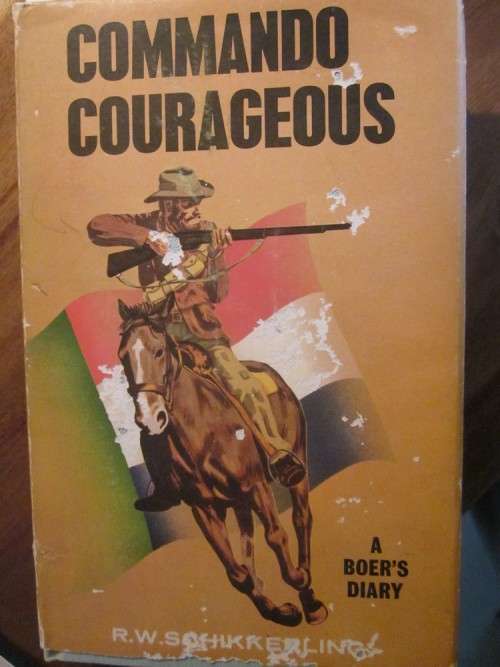 COMMANDO
COURAGEOUS
A
BOER'S
DIARY
R.W.SCHIKKERLING